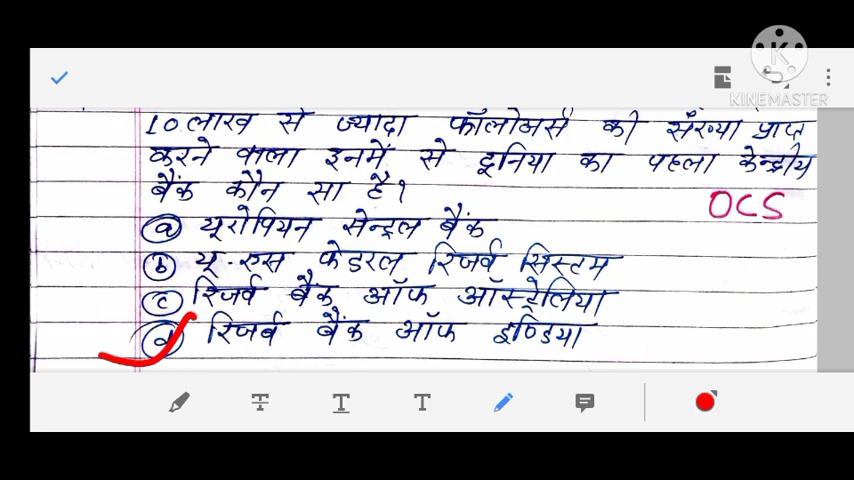 KINEMASTER
10 लाख से ज्यादा फॉलोअर्स की संख्या प्राप्त
करने वाला इनमें से दूनिया का पहला केन्द्रीय
बैंक कौन सा है?
OCS
(a) यूरोपियन सेन्ट्रल बैंक
(b) यू.एस फेडरल रिजर्व सिस्टम
(c) रिजर्व बैंक ऑफ ऑस्ट्रेलिया
(d) रिजर्व बैंक ऑफ इण्डिया